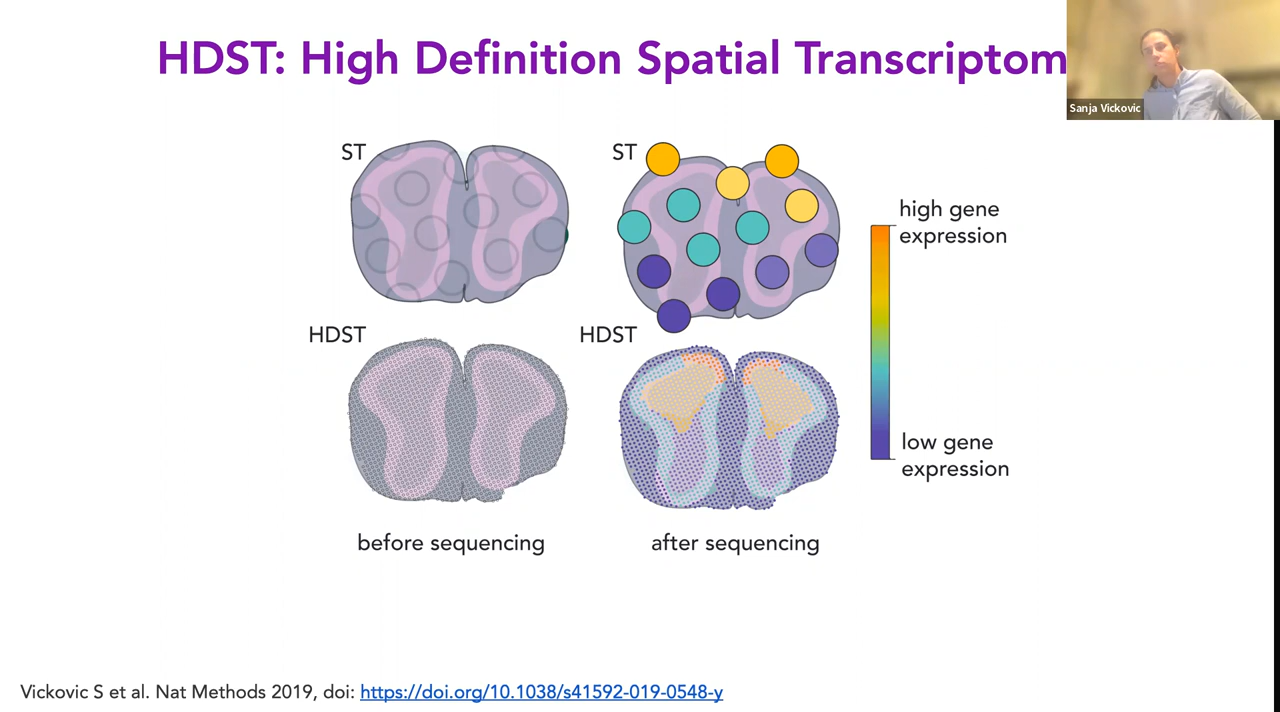 HDST: High Definition Spatial Transcriptom
Sanja Vickovic
ST
ST
high gene
expression
HDST
HDST
low gene
expression
before sequencing
after sequencing
Vickovic S et al. Nat Methods 2019, doi: https://doi.org/10.1038/s41592-019-0548-y